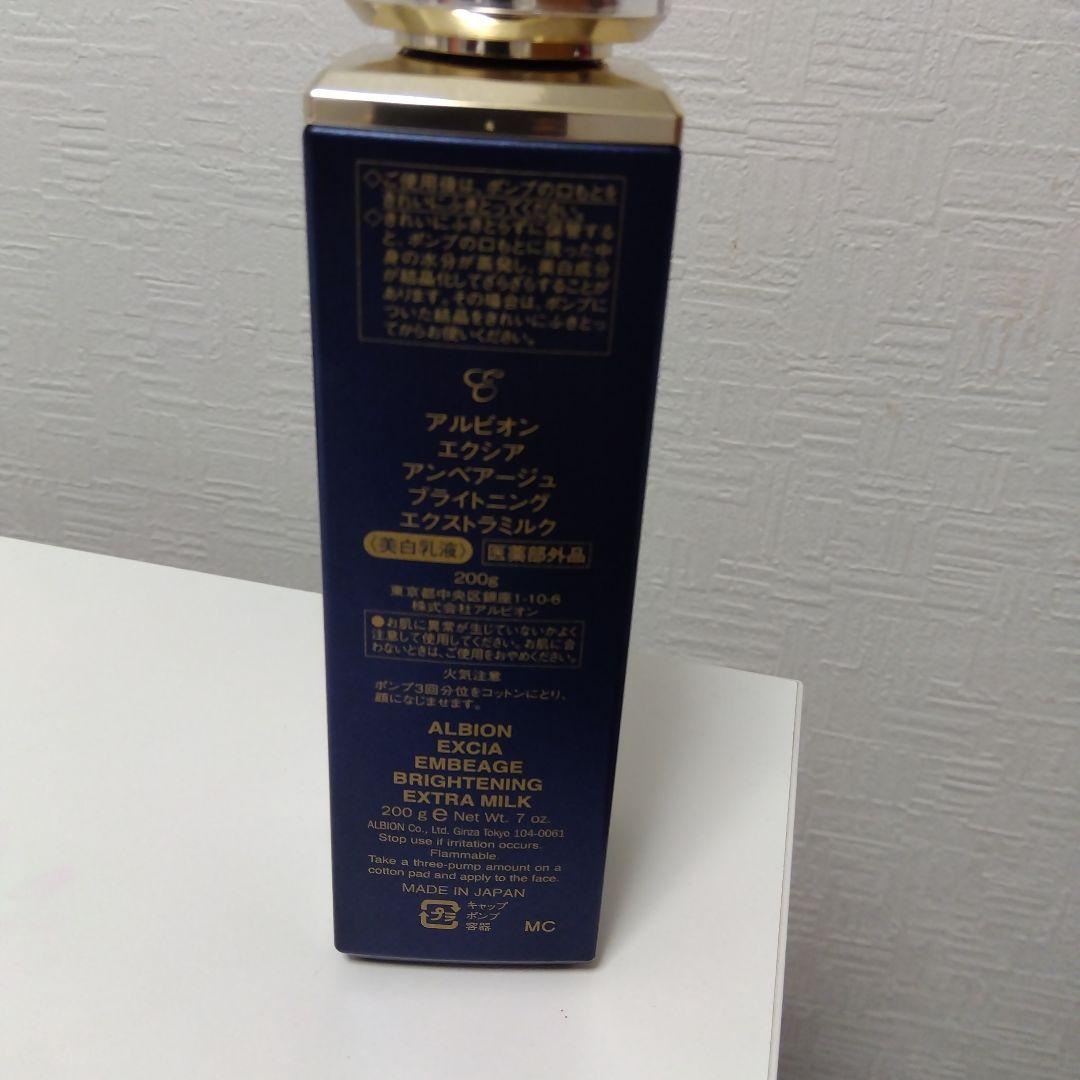 ◇ご使用後は、ポンプの口もとを
きれいにふきとってください。
◇きれいにふきとらずに保管する
と、ポンプの口もとに残った中
身の水分が蒸発し、美白成分
が結晶化してざらざらすることが
あります。その場合は、ポンプに
ついた結晶をきれいにふきとっ
てからお使いください。
アルビオン
エクシア
アンベアージュ
ブライトニング
エクストラミルク
〈美白乳液〉 医薬部外品
200g
東京都中央区銀座1-10-6
株式会社アルビオン
●お肌に異常が生じていないかよく
注意して使用してください。お肌に合
わないときは、ご使用をおやめください。
火気注意
ポンプ3回分位をコットンにとり、
顔になじませます。
ALBION
EXCIA
EMBEAGE
BRIGHTENING
EXTRA MILK
200 g e Net Wt. 7 oz.
ALBION Co., Ltd. Ginza Tokyo 104-0061
Stop use if irritation occurs.
Flammable.
Take a three-pump amount on a
cotton pad and apply to the face.
MADE IN JAPAN
プラ キャップ
ポンプ
容器 MC